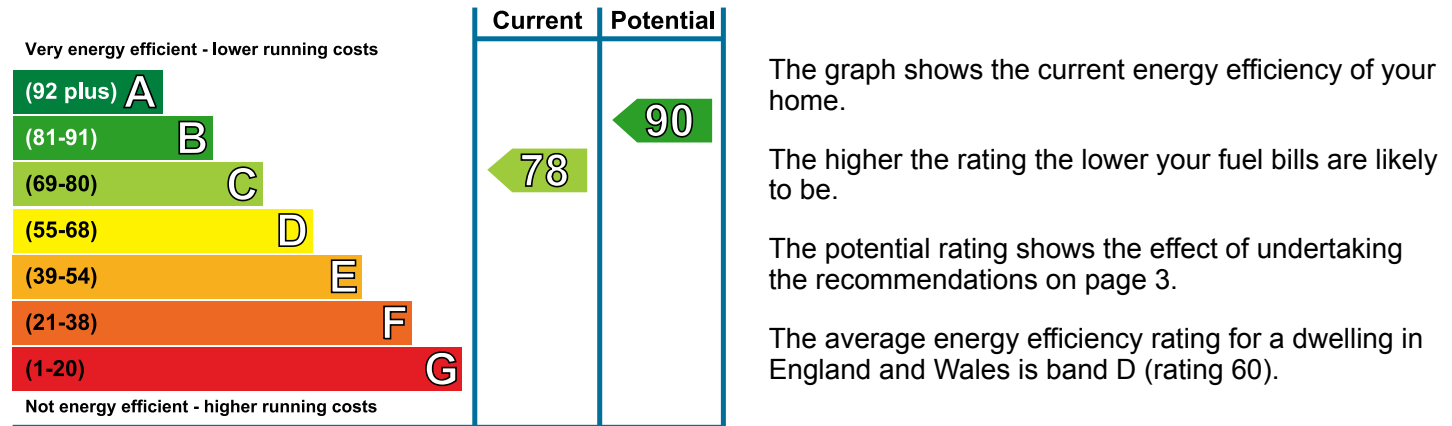 Current Potential
Very energy efficient - lower running costs
(92 plus) A
(81-91) B
(69-80) C
(55-68) D
(39-54) E
(21-38) F
(1-20) G
Not energy efficient - higher running costs
78
90
The graph shows the current energy efficiency of your
home.
The higher the rating the lower your fuel bills are likely
to be.
The potential rating shows the effect of undertaking
the recommendations on page 3.
The average energy efficiency rating for a dwelling in
England and Wales is band D (rating 60).